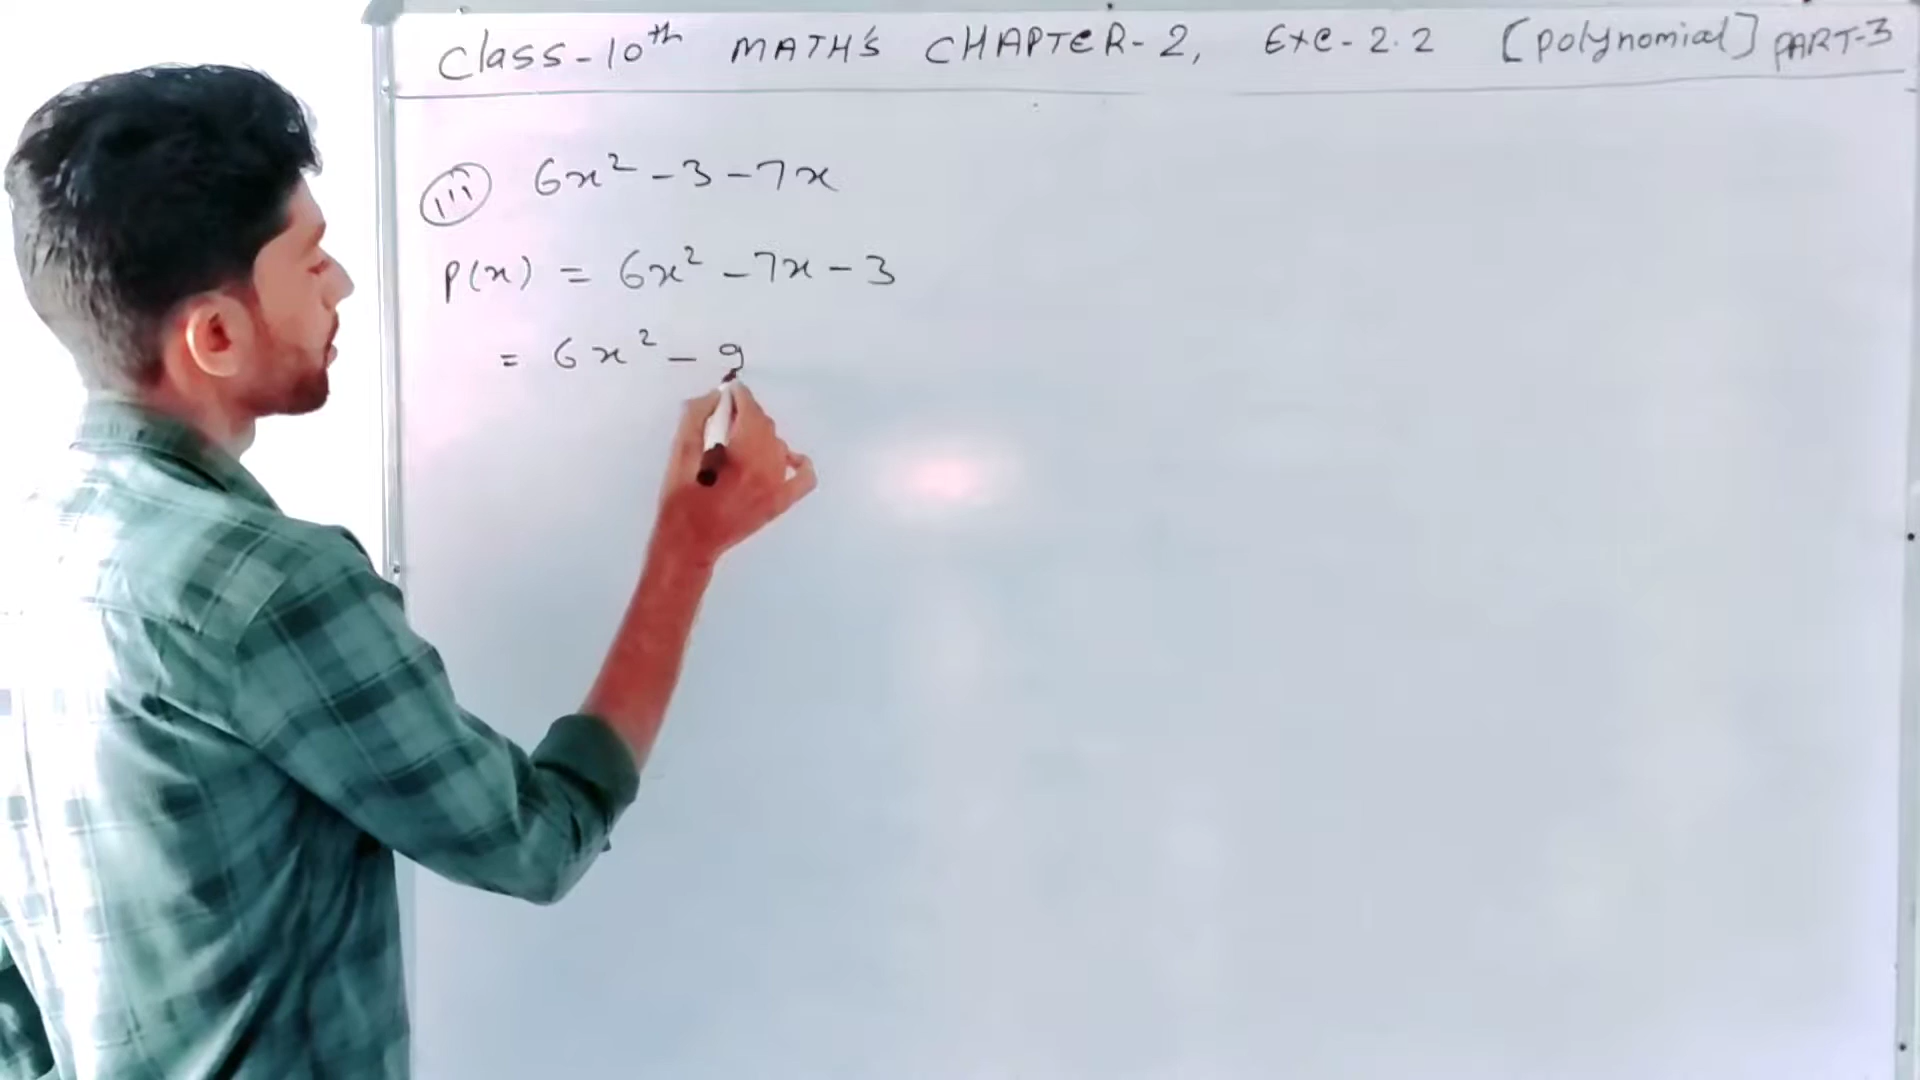 Class-10th MATH'S CHAPTER-2, Exe-2.2 [polynomial] PART-3
(iii) 6x² - 3 - 7x
P(x) = 6x² - 7x - 3
= 6x² - 9